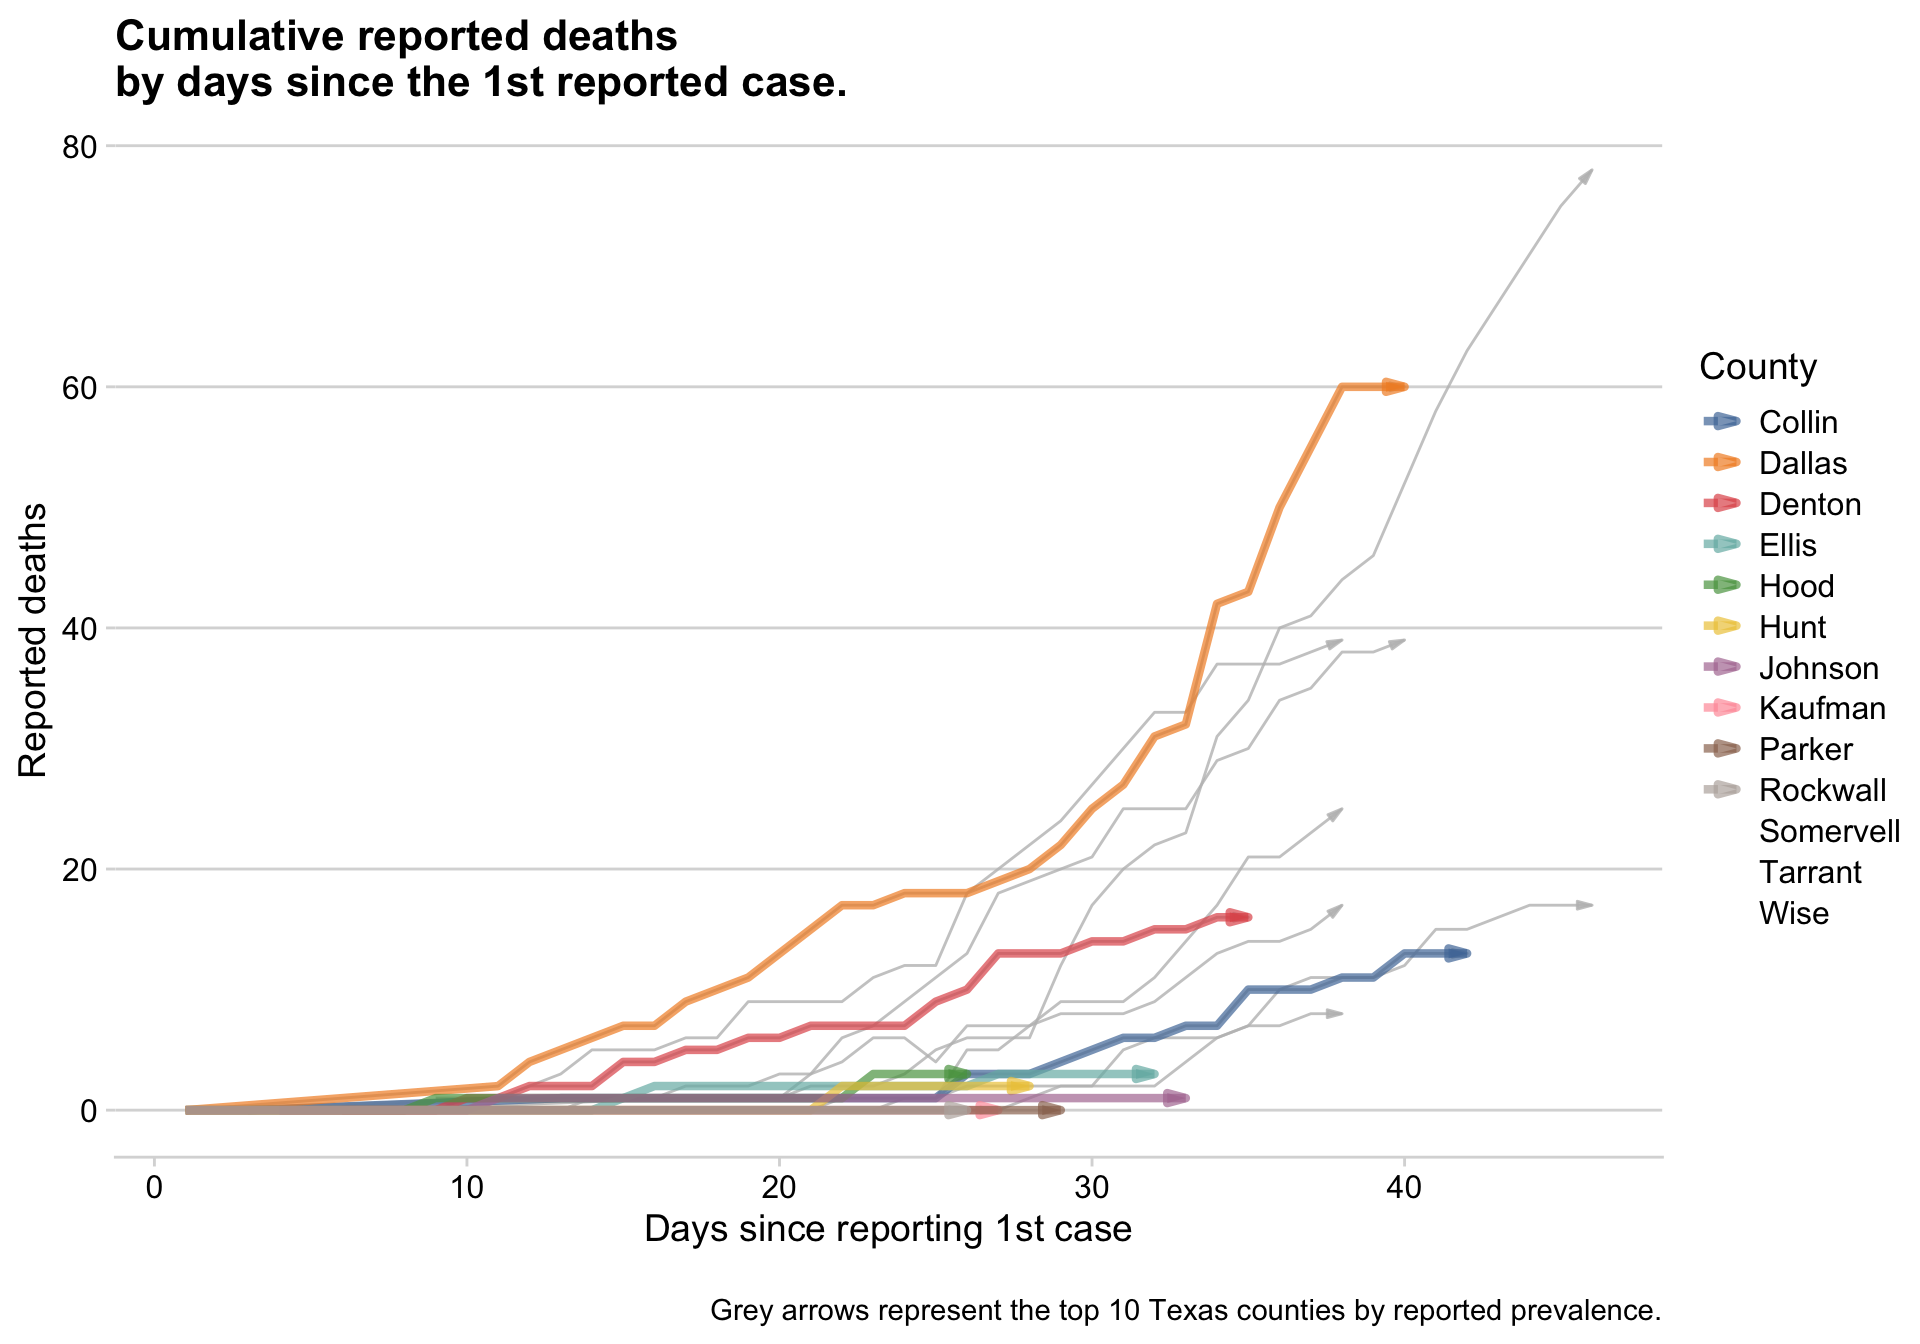 Cumulative reported deaths
by days since the 1st reported case.
80
60
40
20
0
Reported deaths
0 10 20 30 40
Days since reporting 1st case
County
Collin
Dallas
Denton
Ellis
Hood
Hunt
Johnson
Kaufman
Parker
Rockwall
Somervell
Tarrant
Wise
Grey arrows represent the top 10 Texas counties by reported prevalence.